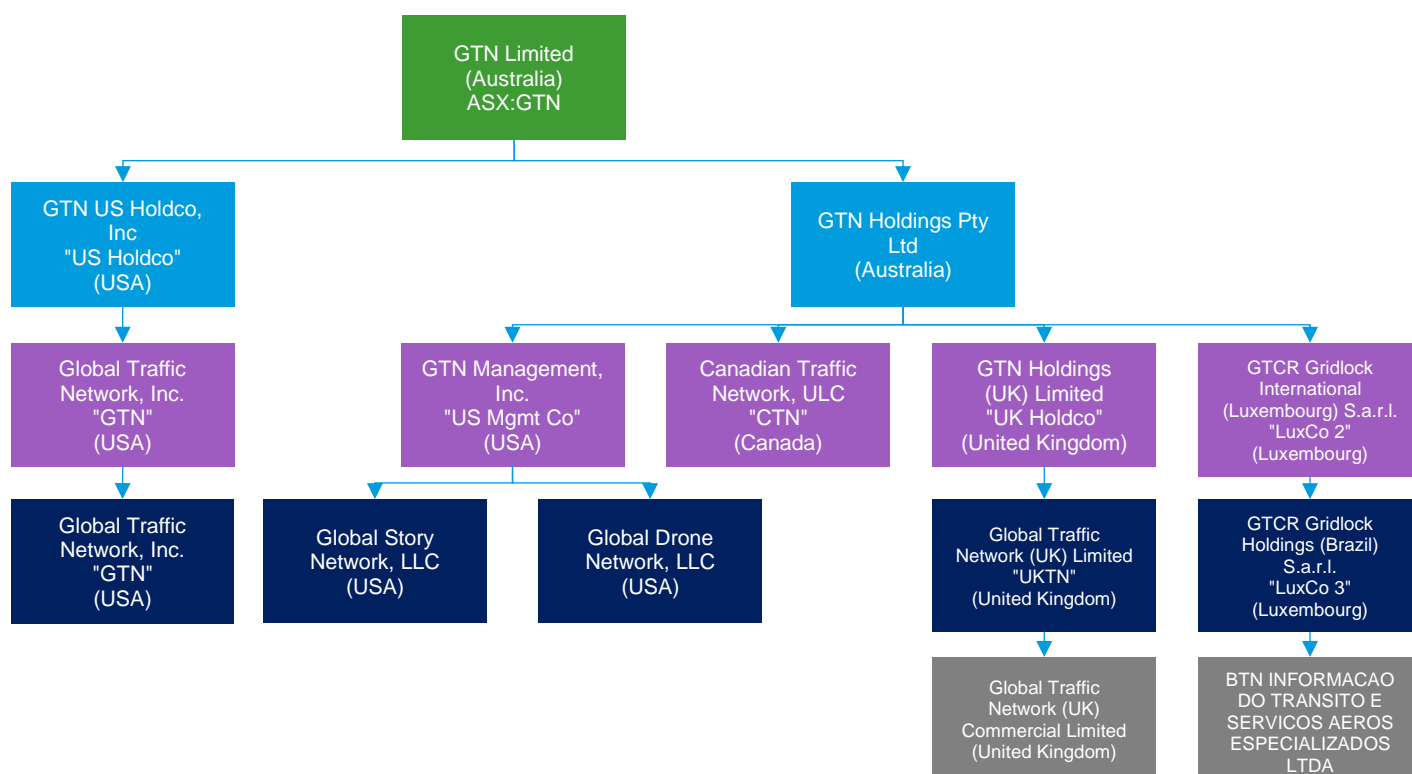 GTN Limited
(Australia)
ASX:GTN
GTN US Holdco,
Inc
"US Holdco"
(USA)
GTN Holdings Pty
Ltd
(Australia)
Global Traffic
Network, Inc.
"GTN"
(USA)
GTN Management,
Inc.
"US Mgmt Co"
(USA)
Canadian Traffic
Network, ULC
"CTN"
(Canada)
GTN Holdings
(UK) Limited
"UK Holdco"
(United Kingdom)
GTCR Gridlock
International
(Luxembourg) S.a.r.l.
"LuxCo 2"
(Luxembourg)
Global Traffic
Network, Inc.
"GTN"
(USA)
Global Story
Network, LLC
(USA)
Global Drone
Network, LLC
(USA)
Global Traffic
Network (UK) Limited
"UKTN"
(United Kingdom)
GTCR Gridlock
Holdings (Brazil)
S.a.r.l.
"LuxCo 3"
(Luxembourg)
Global Traffic
Network (UK)
Commercial Limited
(United Kingdom)
BTN INFORMACAO
DO TRANSITO E
SERVICOS AEROS
ESPECIALIZADOS
LTDA